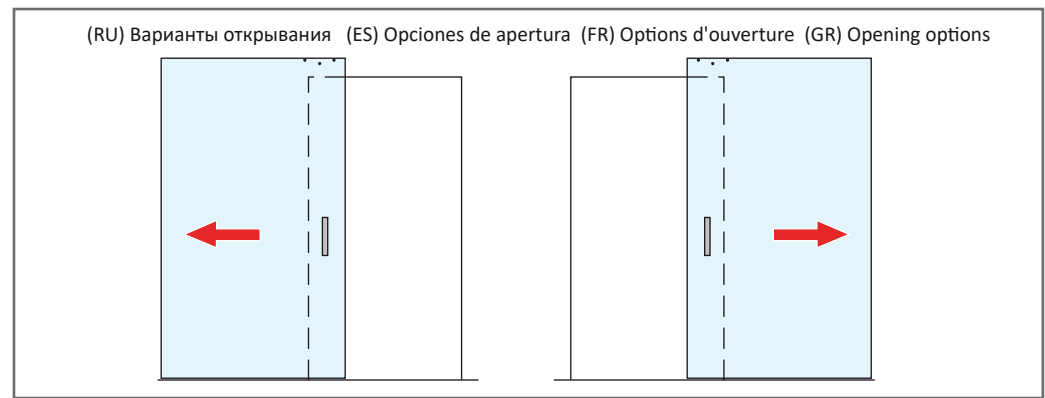 (RU) Варианты открывания (ES) Opciones de apertura (FR) Options d'ouverture (GR) Opening options